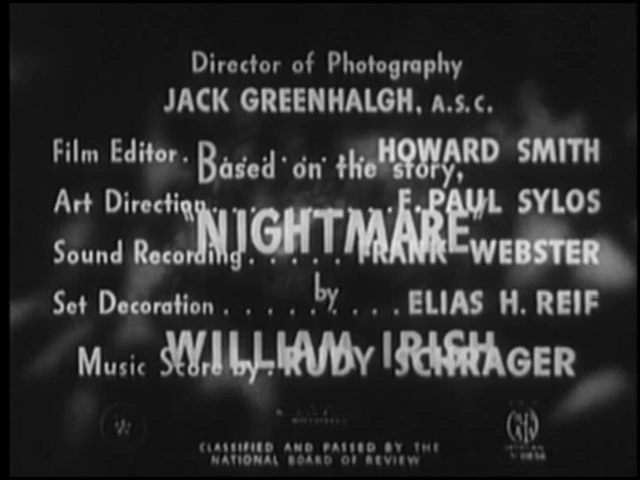 Director of Photography
JACK GREENHALGH, A.S.C.
Film Editor. . . . . . . . HOWARD SMITH
Based on the story,
Art Direction. . . . . . . . . F. PAUL SYLOS
"NIGHTMARE"
Sound Recording . . . . . FRANK WEBSTER
by
Set Decoration . . . . . . . . . ELIAS H. REIF
WILLIAM IRISH
Music Score by. RUDY SCHRAGER
CLASSIFIED AND PASSED BY THE
NATIONAL BOARD OF REVIEW